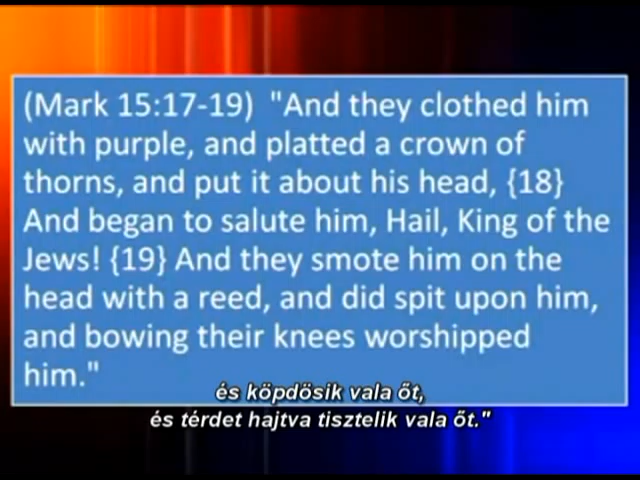 (Mark 15:17-19)  "And they clothed him
with purple, and platted a crown of
thorns, and put it about his head, {18}
And began to salute him, Hail, King of the
Jews! {19} And they smote him on the
head with a reed, and did spit upon him,
and bowing their knees worshipped
him."
és köpdösik vala őt,
és térdet hajtva tisztelik vala őt."